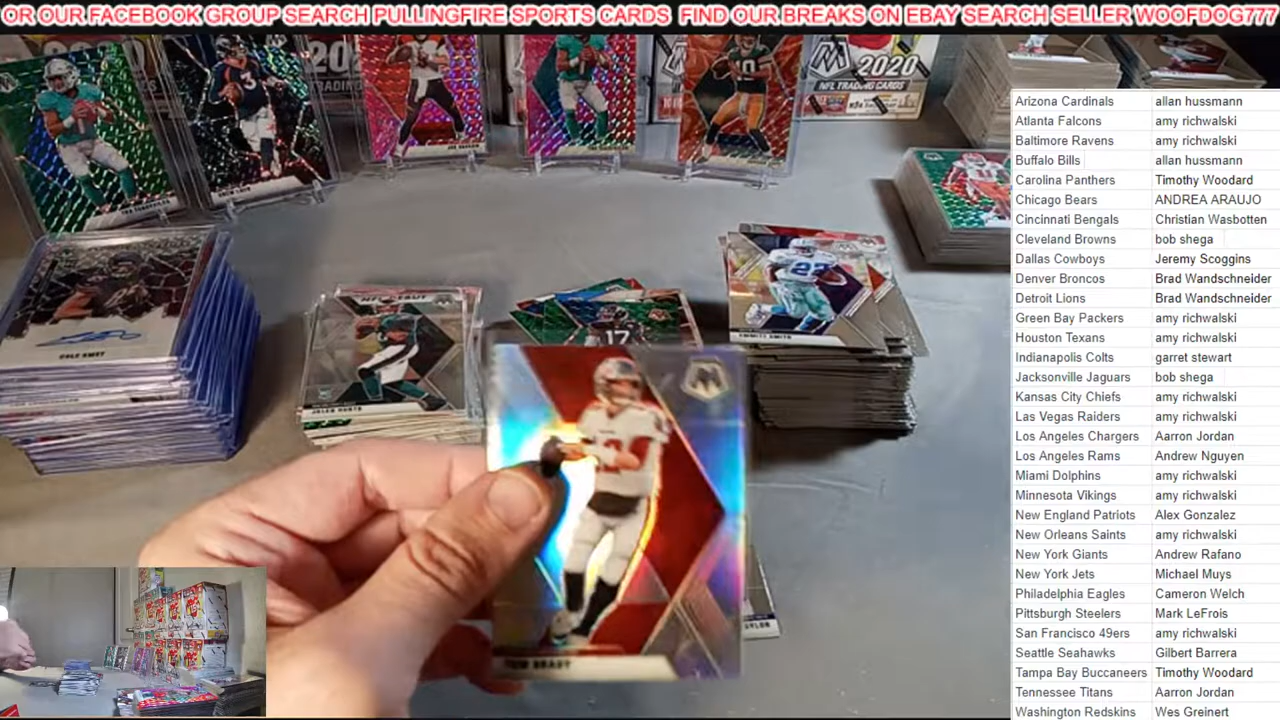 OR OUR FACEBOOK GROUP SEARCH PULLINGFIRE SPORTS CARDS  FIND OUR BREAKS ON EBAY SEARCH SELLER WOOFDOG777
2020
NFL TRADING CARDS
COLE KMET
JALEN HURTS
17
22
EMMITT SMITH
TOM BRADY
Arizona Cardinals allan hussmann
Atlanta Falcons amy richwalski
Baltimore Ravens amy richwalski
Buffalo Bills allan hussmann
Carolina Panthers Timothy Woodard
Chicago Bears ANDREA ARAUJO
Cincinnati Bengals Christian Wasbotten
Cleveland Browns bob shega
Dallas Cowboys Jeremy Scoggins
Denver Broncos Brad Wandschneider
Detroit Lions Brad Wandschneider
Green Bay Packers amy richwalski
Houston Texans amy richwalski
Indianapolis Colts garret stewart
Jacksonville Jaguars bob shega
Kansas City Chiefs amy richwalski
Las Vegas Raiders amy richwalski
Los Angeles Chargers Aarron Jordan
Los Angeles Rams Andrew Nguyen
Miami Dolphins amy richwalski
Minnesota Vikings amy richwalski
New England Patriots Alex Gonzalez
New Orleans Saints amy richwalski
New York Giants Andrew Rafano
New York Jets Michael Muys
Philadelphia Eagles Cameron Welch
Pittsburgh Steelers Mark LeFrois
San Francisco 49ers amy richwalski
Seattle Seahawks Gilbert Barrera
Tampa Bay Buccaneers Timothy Woodard
Tennessee Titans Aarron Jordan
Washington Redskins Wes Greinert